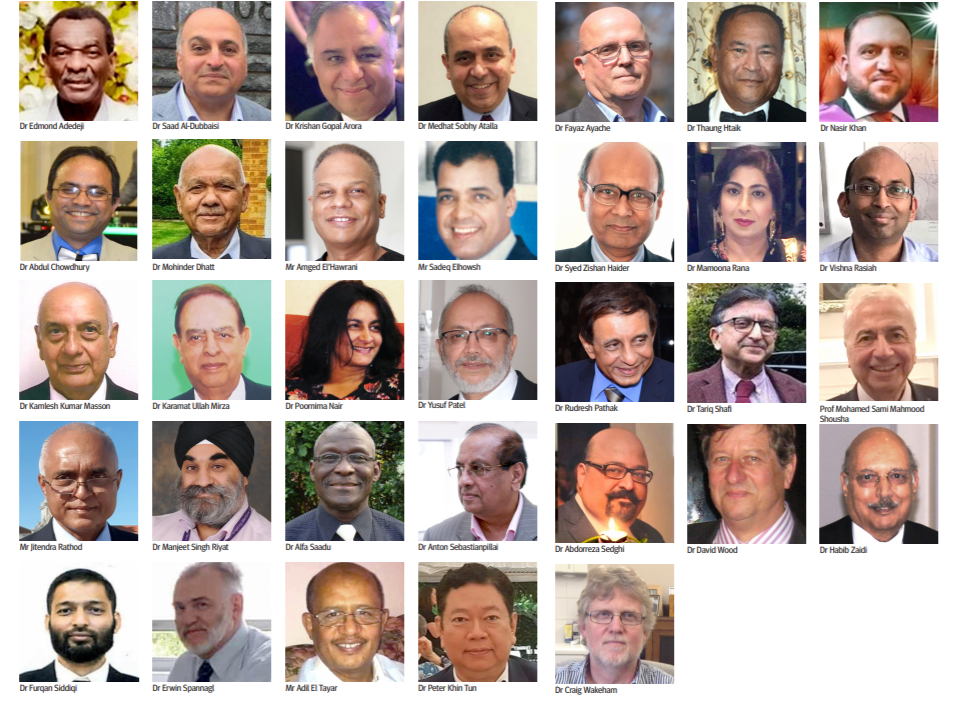 Dr Edmond Adedeji
Dr Saad Al-Dubbaisi
Dr Krishan Gopal Arora
Dr Medhat Sobhy Atalla
Dr Fayaz Ayache
Dr Thaung Htaik
Dr Nasir Khan
Dr Abdul Chowdhury
Dr Mohinder Dhatt
Mr Amged El'Hawrani
Mr Sadeq Elhowsh
Dr Syed Zishan Haider
Dr Mamoona Rana
Dr Vishna Rasiah
Dr Kamlesh Kumar Masson
Dr Karamat Ullah Mirza
Dr Poornima Nair
Dr Yusuf Patel
Dr Rudresh Pathak
Dr Tariq Shafi
Prof Mohamed Sami Mahmood
Shousha
Mr Jitendra Rathod
Dr Manjeet Singh Riyat
Dr Alfa Saadu
Dr Anton Sebastianpillai
Dr Abdorreza Sedghi
Dr David Wood
Dr Habib Zaidi
Dr Furqan Siddiqi
Dr Erwin Spannagl
Mr Adil El Tayar
Dr Peter Khin Tun
Dr Craig Wakeham